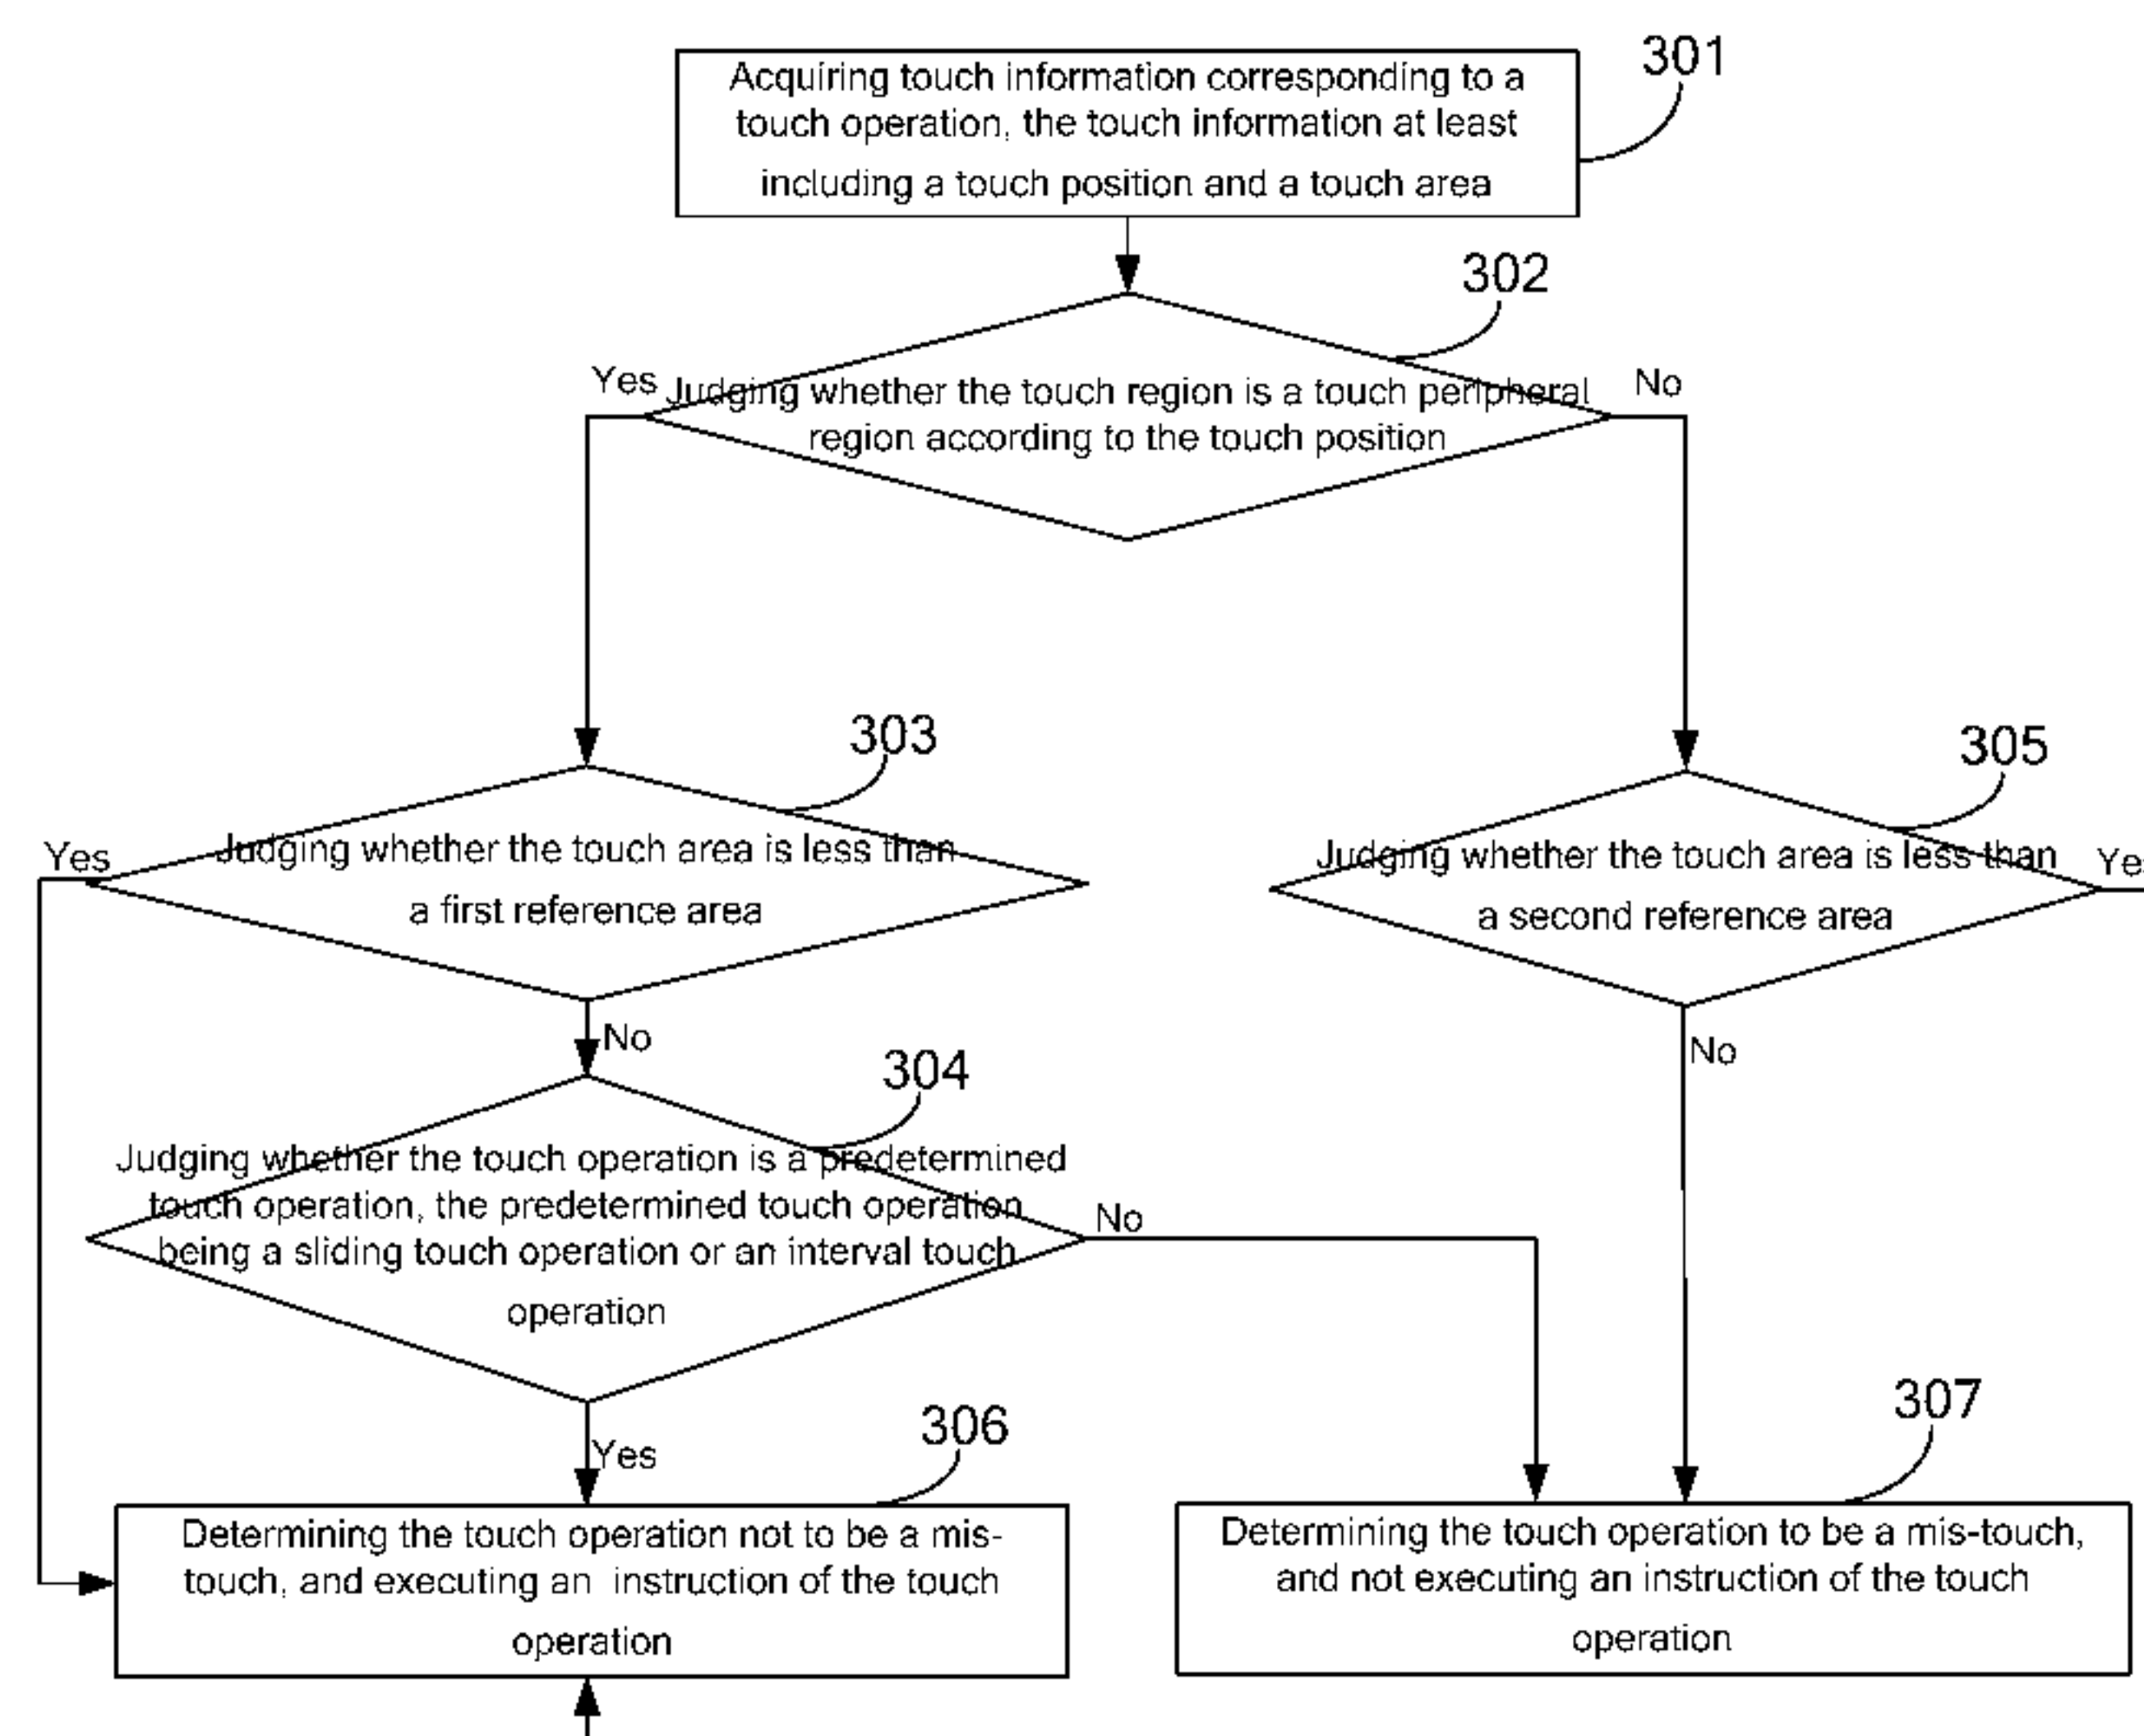 301
Acquiring touch information corresponding to a
touch operation, the touch information at least
including a touch position and a touch area
302
Yes
Judging whether the touch region is a touch peripheral
region according to the touch position
No
303
Yes
Judging whether the touch area is less than
a first reference area
No
305
Judging whether the touch area is less than
a second reference area
Yes
No
304
Judging whether the touch operation is a predetermined
touch operation, the predetermined touch operation
being a sliding touch operation or an interval touch
operation
No
Yes
306
Determining the touch operation not to be a mis-
touch, and executing an instruction of the touch
operation
307
Determining the touch operation to be a mis-touch,
and not executing an instruction of the touch
operation